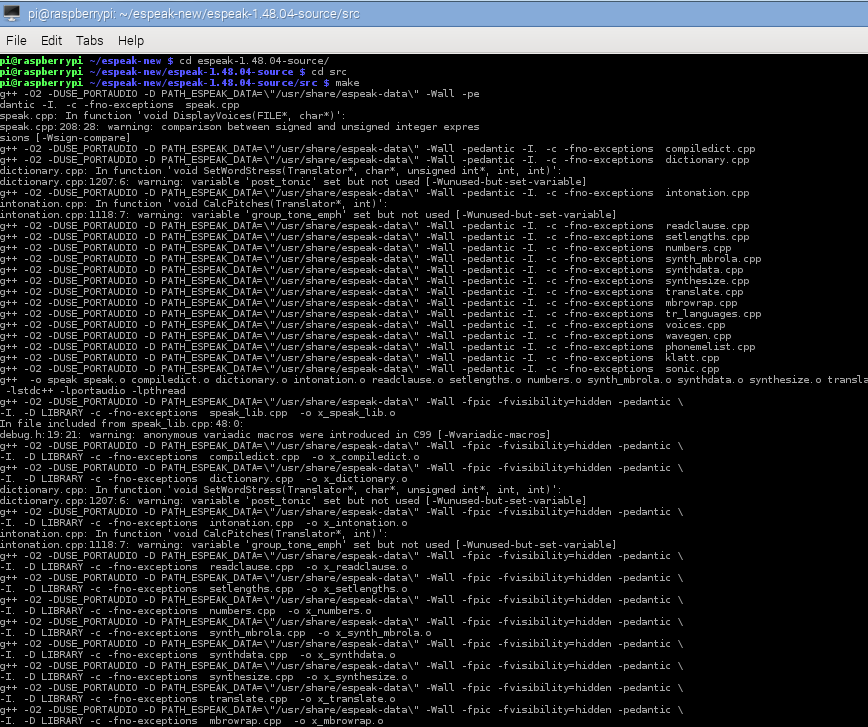 pi@raspberrypi: ~/espeak-new/espeak-1.48.04-source/src
File Edit Tabs Help
pi@raspberrypi ~/espeak-new $ cd espeak-1.48.04-source/
pi@raspberrypi ~/espeak-new/espeak-1.48.04-source $ cd src
pi@raspberrypi ~/espeak-new/espeak-1.48.04-source/src $ make
g++ -O2 -DUSE_PORTAUDIO -D PATH_ESPEAK_DATA=\"/usr/share/espeak-data\" -Wall -pe
dantic -I. -c -fno-exceptions  speak.cpp
speak.cpp: In function 'void DisplayVoices(FILE*, char*)':
speak.cpp:208:28: warning: comparison between signed and unsigned integer expres
sions [-Wsign-compare]
g++ -O2 -DUSE_PORTAUDIO -D PATH_ESPEAK_DATA=\"/usr/share/espeak-data\" -Wall -pedantic -I. -c -fno-exceptions  compiledict.cpp
g++ -O2 -DUSE_PORTAUDIO -D PATH_ESPEAK_DATA=\"/usr/share/espeak-data\" -Wall -pedantic -I. -c -fno-exceptions  dictionary.cpp
dictionary.cpp: In function 'void SetWordStress(Translator*, char*, unsigned int*, int, int)':
dictionary.cpp:1207:6: warning: variable 'post_tonic' set but not used [-Wunused-but-set-variable]
g++ -O2 -DUSE_PORTAUDIO -D PATH_ESPEAK_DATA=\"/usr/share/espeak-data\" -Wall -pedantic -I. -c -fno-exceptions  intonation.cpp
intonation.cpp: In function 'void CalcPitches(Translator*, int)':
intonation.cpp:1118:7: warning: variable 'group_tone_emph' set but not used [-Wunused-but-set-variable]
g++ -O2 -DUSE_PORTAUDIO -D PATH_ESPEAK_DATA=\"/usr/share/espeak-data\" -Wall -pedantic -I. -c -fno-exceptions  readclause.cpp
g++ -O2 -DUSE_PORTAUDIO -D PATH_ESPEAK_DATA=\"/usr/share/espeak-data\" -Wall -pedantic -I. -c -fno-exceptions  setlengths.cpp
g++ -O2 -DUSE_PORTAUDIO -D PATH_ESPEAK_DATA=\"/usr/share/espeak-data\" -Wall -pedantic -I. -c -fno-exceptions  numbers.cpp
g++ -O2 -DUSE_PORTAUDIO -D PATH_ESPEAK_DATA=\"/usr/share/espeak-data\" -Wall -pedantic -I. -c -fno-exceptions  synth_mbrola.cpp
g++ -O2 -DUSE_PORTAUDIO -D PATH_ESPEAK_DATA=\"/usr/share/espeak-data\" -Wall -pedantic -I. -c -fno-exceptions  synthdata.cpp
g++ -O2 -DUSE_PORTAUDIO -D PATH_ESPEAK_DATA=\"/usr/share/espeak-data\" -Wall -pedantic -I. -c -fno-exceptions  synthesize.cpp
g++ -O2 -DUSE_PORTAUDIO -D PATH_ESPEAK_DATA=\"/usr/share/espeak-data\" -Wall -pedantic -I. -c -fno-exceptions  translate.cpp
g++ -O2 -DUSE_PORTAUDIO -D PATH_ESPEAK_DATA=\"/usr/share/espeak-data\" -Wall -pedantic -I. -c -fno-exceptions  mbrowrap.cpp
g++ -O2 -DUSE_PORTAUDIO -D PATH_ESPEAK_DATA=\"/usr/share/espeak-data\" -Wall -pedantic -I. -c -fno-exceptions  tr_languages.cpp
g++ -O2 -DUSE_PORTAUDIO -D PATH_ESPEAK_DATA=\"/usr/share/espeak-data\" -Wall -pedantic -I. -c -fno-exceptions  voices.cpp
g++ -O2 -DUSE_PORTAUDIO -D PATH_ESPEAK_DATA=\"/usr/share/espeak-data\" -Wall -pedantic -I. -c -fno-exceptions  wavegen.cpp
g++ -O2 -DUSE_PORTAUDIO -D PATH_ESPEAK_DATA=\"/usr/share/espeak-data\" -Wall -pedantic -I. -c -fno-exceptions  phonemelist.cpp
g++ -O2 -DUSE_PORTAUDIO -D PATH_ESPEAK_DATA=\"/usr/share/espeak-data\" -Wall -pedantic -I. -c -fno-exceptions  klatt.cpp
g++ -O2 -DUSE_PORTAUDIO -D PATH_ESPEAK_DATA=\"/usr/share/espeak-data\" -Wall -pedantic -I. -c -fno-exceptions  sonic.cpp
g++  -o speak speak.o compiledict.o dictionary.o intonation.o readclause.o setlengths.o numbers.o synth_mbrola.o synthdata.o synthesize.o transla
 -lstdc++ -lportaudio -lpthread
g++ -O2 -DUSE_PORTAUDIO -D PATH_ESPEAK_DATA=\"/usr/share/espeak-data\" -Wall -fpic -fvisibility=hidden -pedantic \
-I. -D LIBRARY -c -fno-exceptions  speak_lib.cpp  -o x_speak_lib.o
In file included from speak_lib.cpp:48:0:
debug.h:19:21: warning: anonymous variadic macros were introduced in C99 [-Wvariadic-macros]
g++ -O2 -DUSE_PORTAUDIO -D PATH_ESPEAK_DATA=\"/usr/share/espeak-data\" -Wall -fpic -fvisibility=hidden -pedantic \
-I. -D LIBRARY -c -fno-exceptions  compiledict.cpp  -o x_compiledict.o
g++ -O2 -DUSE_PORTAUDIO -D PATH_ESPEAK_DATA=\"/usr/share/espeak-data\" -Wall -fpic -fvisibility=hidden -pedantic \
-I. -D LIBRARY -c -fno-exceptions  dictionary.cpp  -o x_dictionary.o
dictionary.cpp: In function 'void SetWordStress(Translator*, char*, unsigned int*, int, int)':
dictionary.cpp:1207:6: warning: variable 'post_tonic' set but not used [-Wunused-but-set-variable]
g++ -O2 -DUSE_PORTAUDIO -D PATH_ESPEAK_DATA=\"/usr/share/espeak-data\" -Wall -fpic -fvisibility=hidden -pedantic \
-I. -D LIBRARY -c -fno-exceptions  intonation.cpp  -o x_intonation.o
intonation.cpp: In function 'void CalcPitches(Translator*, int)':
intonation.cpp:1118:7: warning: variable 'group_tone_emph' set but not used [-Wunused-but-set-variable]
g++ -O2 -DUSE_PORTAUDIO -D PATH_ESPEAK_DATA=\"/usr/share/espeak-data\" -Wall -fpic -fvisibility=hidden -pedantic \
-I. -D LIBRARY -c -fno-exceptions  readclause.cpp  -o x_readclause.o
g++ -O2 -DUSE_PORTAUDIO -D PATH_ESPEAK_DATA=\"/usr/share/espeak-data\" -Wall -fpic -fvisibility=hidden -pedantic \
-I. -D LIBRARY -c -fno-exceptions  setlengths.cpp  -o x_setlengths.o
g++ -O2 -DUSE_PORTAUDIO -D PATH_ESPEAK_DATA=\"/usr/share/espeak-data\" -Wall -fpic -fvisibility=hidden -pedantic \
-I. -D LIBRARY -c -fno-exceptions  numbers.cpp  -o x_numbers.o
g++ -O2 -DUSE_PORTAUDIO -D PATH_ESPEAK_DATA=\"/usr/share/espeak-data\" -Wall -fpic -fvisibility=hidden -pedantic \
-I. -D LIBRARY -c -fno-exceptions  synth_mbrola.cpp  -o x_synth_mbrola.o
g++ -O2 -DUSE_PORTAUDIO -D PATH_ESPEAK_DATA=\"/usr/share/espeak-data\" -Wall -fpic -fvisibility=hidden -pedantic \
-I. -D LIBRARY -c -fno-exceptions  synthdata.cpp  -o x_synthdata.o
g++ -O2 -DUSE_PORTAUDIO -D PATH_ESPEAK_DATA=\"/usr/share/espeak-data\" -Wall -fpic -fvisibility=hidden -pedantic \
-I. -D LIBRARY -c -fno-exceptions  synthesize.cpp  -o x_synthesize.o
g++ -O2 -DUSE_PORTAUDIO -D PATH_ESPEAK_DATA=\"/usr/share/espeak-data\" -Wall -fpic -fvisibility=hidden -pedantic \
-I. -D LIBRARY -c -fno-exceptions  translate.cpp  -o x_translate.o
g++ -O2 -DUSE_PORTAUDIO -D PATH_ESPEAK_DATA=\"/usr/share/espeak-data\" -Wall -fpic -fvisibility=hidden -pedantic \
-I. -D LIBRARY -c -fno-exceptions  mbrowrap.cpp  -o x_mbrowrap.o